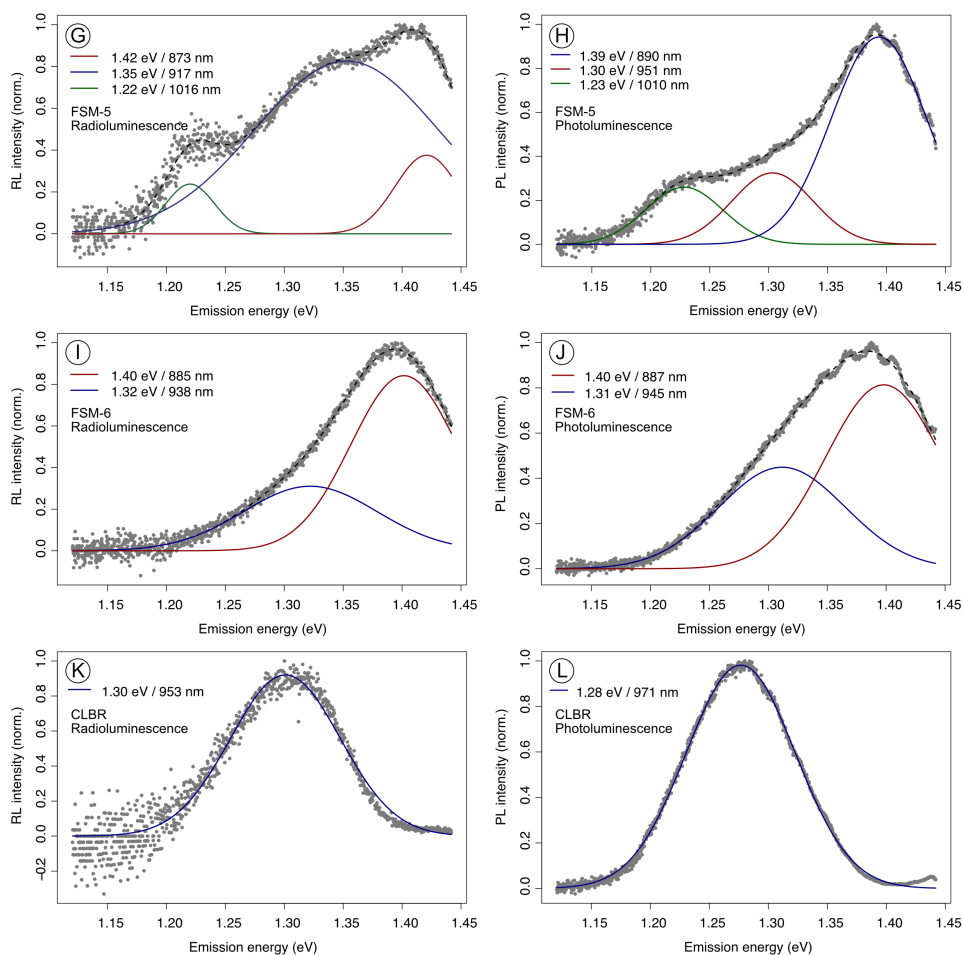 G
1.42 eV / 873 nm
1.35 eV / 917 nm
1.22 eV / 1016 nm
FSM-5
Radioluminescence
RL intensity (norm.)
0.0 0.2 0.4 0.6 0.8 1.0
1.15 1.20 1.25 1.30 1.35 1.40 1.45
Emission energy (eV)
H
1.39 eV / 890 nm
1.30 eV / 951 nm
1.23 eV / 1010 nm
FSM-5
Photoluminescence
PL intensity (norm.)
0.0 0.2 0.4 0.6 0.8 1.0
1.15 1.20 1.25 1.30 1.35 1.40 1.45
Emission energy (eV)
I
1.40 eV / 885 nm
1.32 eV / 938 nm
FSM-6
Radioluminescence
RL intensity (norm.)
0.0 0.2 0.4 0.6 0.8 1.0
1.15 1.20 1.25 1.30 1.35 1.40 1.45
Emission energy (eV)
J
1.40 eV / 887 nm
1.31 eV / 945 nm
FSM-6
Photoluminescence
PL intensity (norm.)
0.0 0.2 0.4 0.6 0.8 1.0
1.15 1.20 1.25 1.30 1.35 1.40 1.45
Emission energy (eV)
K
1.30 eV / 953 nm
CLBR
Radioluminescence
RL intensity (norm.)
-0.2 0.0 0.2 0.4 0.6 0.8 1.0
1.15 1.20 1.25 1.30 1.35 1.40 1.45
Emission energy (eV)
L
1.28 eV / 971 nm
CLBR
Photoluminescence
PL intensity (norm.)
0.0 0.2 0.4 0.6 0.8 1.0
1.15 1.20 1.25 1.30 1.35 1.40 1.45
Emission energy (eV)